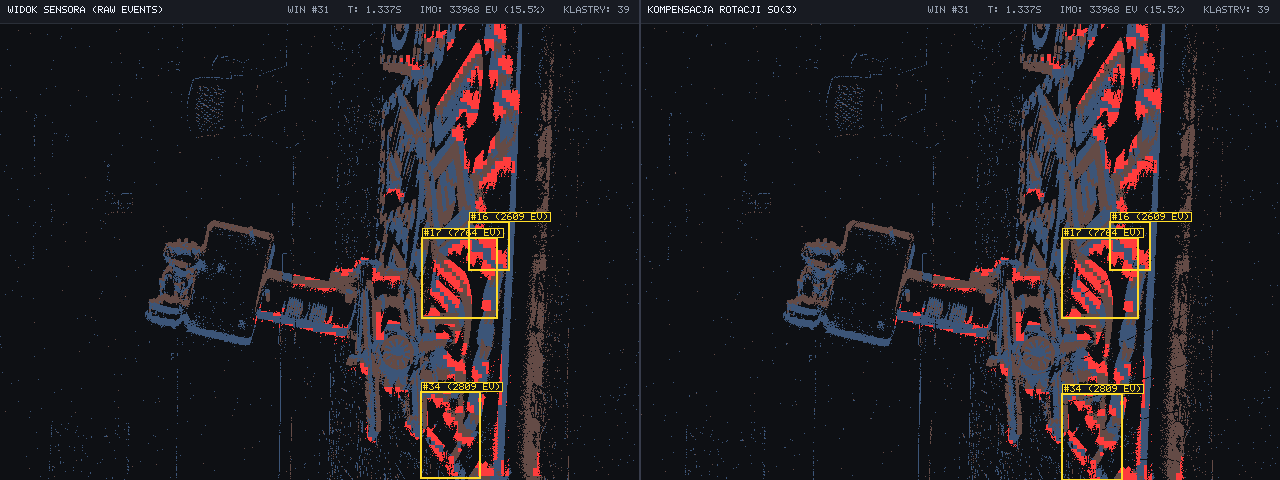 WIDOK SENSORA (RAW EVENTS) WIN #31 T: 1.337S IMO: 33968 EV (15.5%) KLASTRY: 39
KOMPENSACJA ROTACJI SO(3) WIN #31 T: 1.337S IMO: 33968 EV (15.5%) KLASTRY: 39
#16 (2609 EV)
#17 (7764 EV)
#34 (2809 EV)
#16 (2609 EV)
#17 (7764 EV)
#34 (2809 EV)